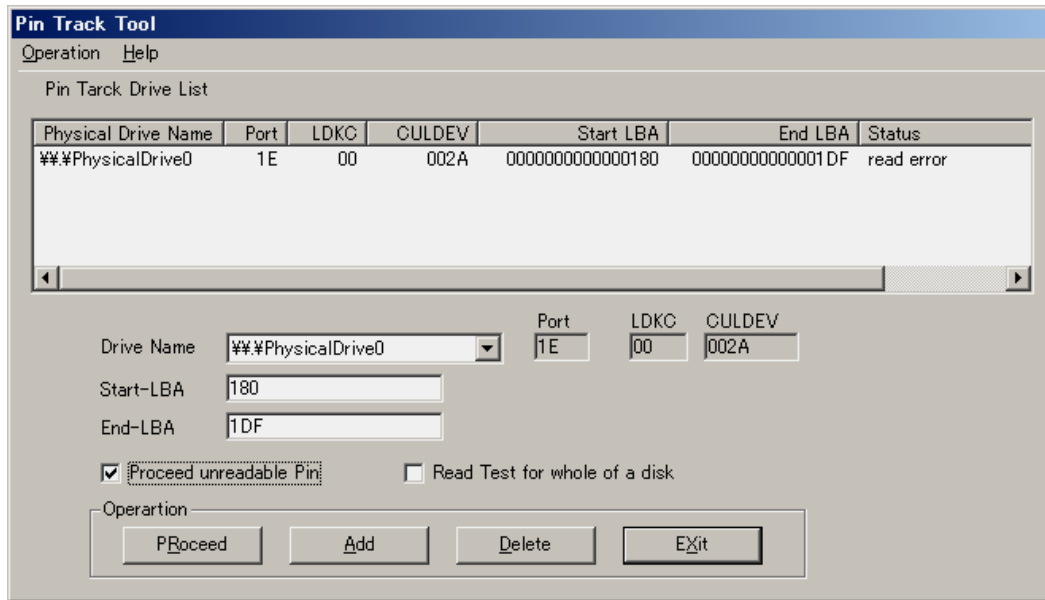 Pin Track Tool
Operation Help
Pin Tarck Drive List
Physical Drive Name Port LDKC CULDEV Start LBA End LBA Status
¥¥.¥PhysicalDrive0 1E 00 002A 0000000000000180 00000000000001DF read error
Port LDKC CULDEV
Drive Name ¥¥.¥PhysicalDrive0 1E 00 002A
Start-LBA 180
End-LBA 1DF
Proceed unreadable Pin Read Test for whole of a disk
Operartion
PRoceed Add Delete EXit